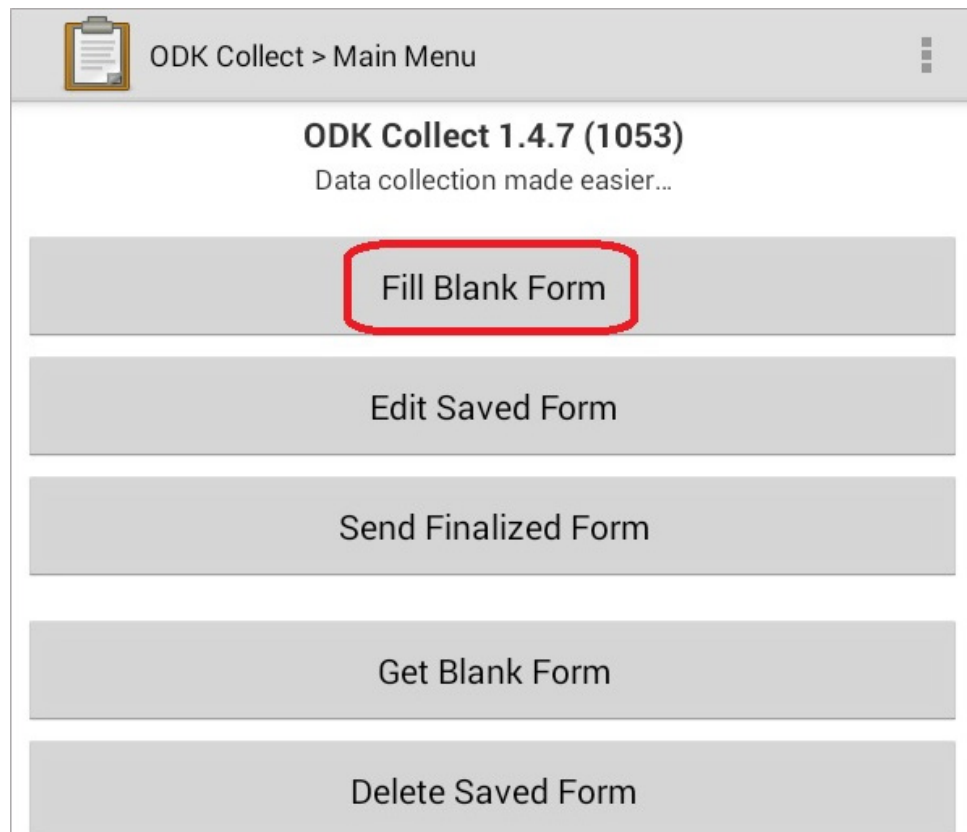 ODK Collect > Main Menu
ODK Collect 1.4.7 (1053)
Data collection made easier...
Fill Blank Form
Edit Saved Form
Send Finalized Form
Get Blank Form
Delete Saved Form